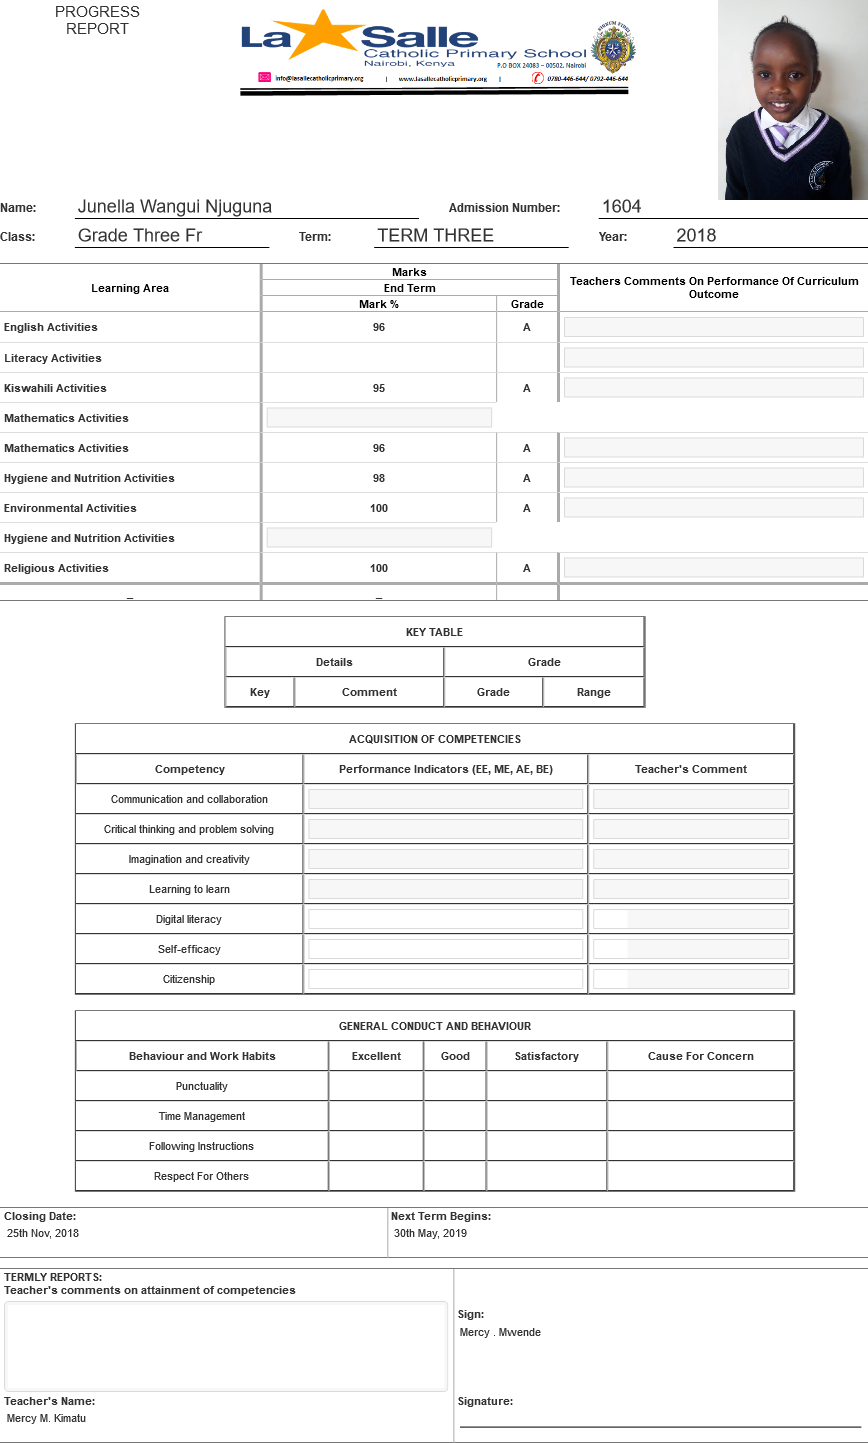 PROGRESS
REPORT
La Salle
Catholic Primary School
Nairobi, Kenya
P.O BOX 24083 – 00502, Nairobi
info@lasallecatholicprimary.org | www.lasallecatholicprimary.org | 0780-446-644/ 0792-446-644
Name: Junella Wangui Njuguna Admission Number: 1604
Class: Grade Three Fr Term: TERM THREE Year: 2018
Learning Area Marks Teachers Comments On Performance Of Curriculum Outcome
End Term
Mark % Grade
English Activities 96 A
Literacy Activities
Kiswahili Activities 95 A
Mathematics Activities
Mathematics Activities 96 A
Hygiene and Nutrition Activities 98 A
Environmental Activities 100 A
Hygiene and Nutrition Activities
Religious Activities 100 A
_ _
KEY TABLE
Details Grade
Key Comment Grade Range
ACQUISITION OF COMPETENCIES
Competency Performance Indicators (EE, ME, AE, BE) Teacher's Comment
Communication and collaboration
Critical thinking and problem solving
Imagination and creativity
Learning to learn
Digital literacy
Self-efficacy
Citizenship
GENERAL CONDUCT AND BEHAVIOUR
Behaviour and Work Habits Excellent Good Satisfactory Cause For Concern
Punctuality
Time Management
Following Instructions
Respect For Others
Closing Date: Next Term Begins:
25th Nov, 2018 30th May, 2019
TERMLY REPORTS:
Teacher's comments on attainment of competencies
Sign:
Mercy . Mwende
Teacher's Name: Signature:
Mercy M. Kimatu